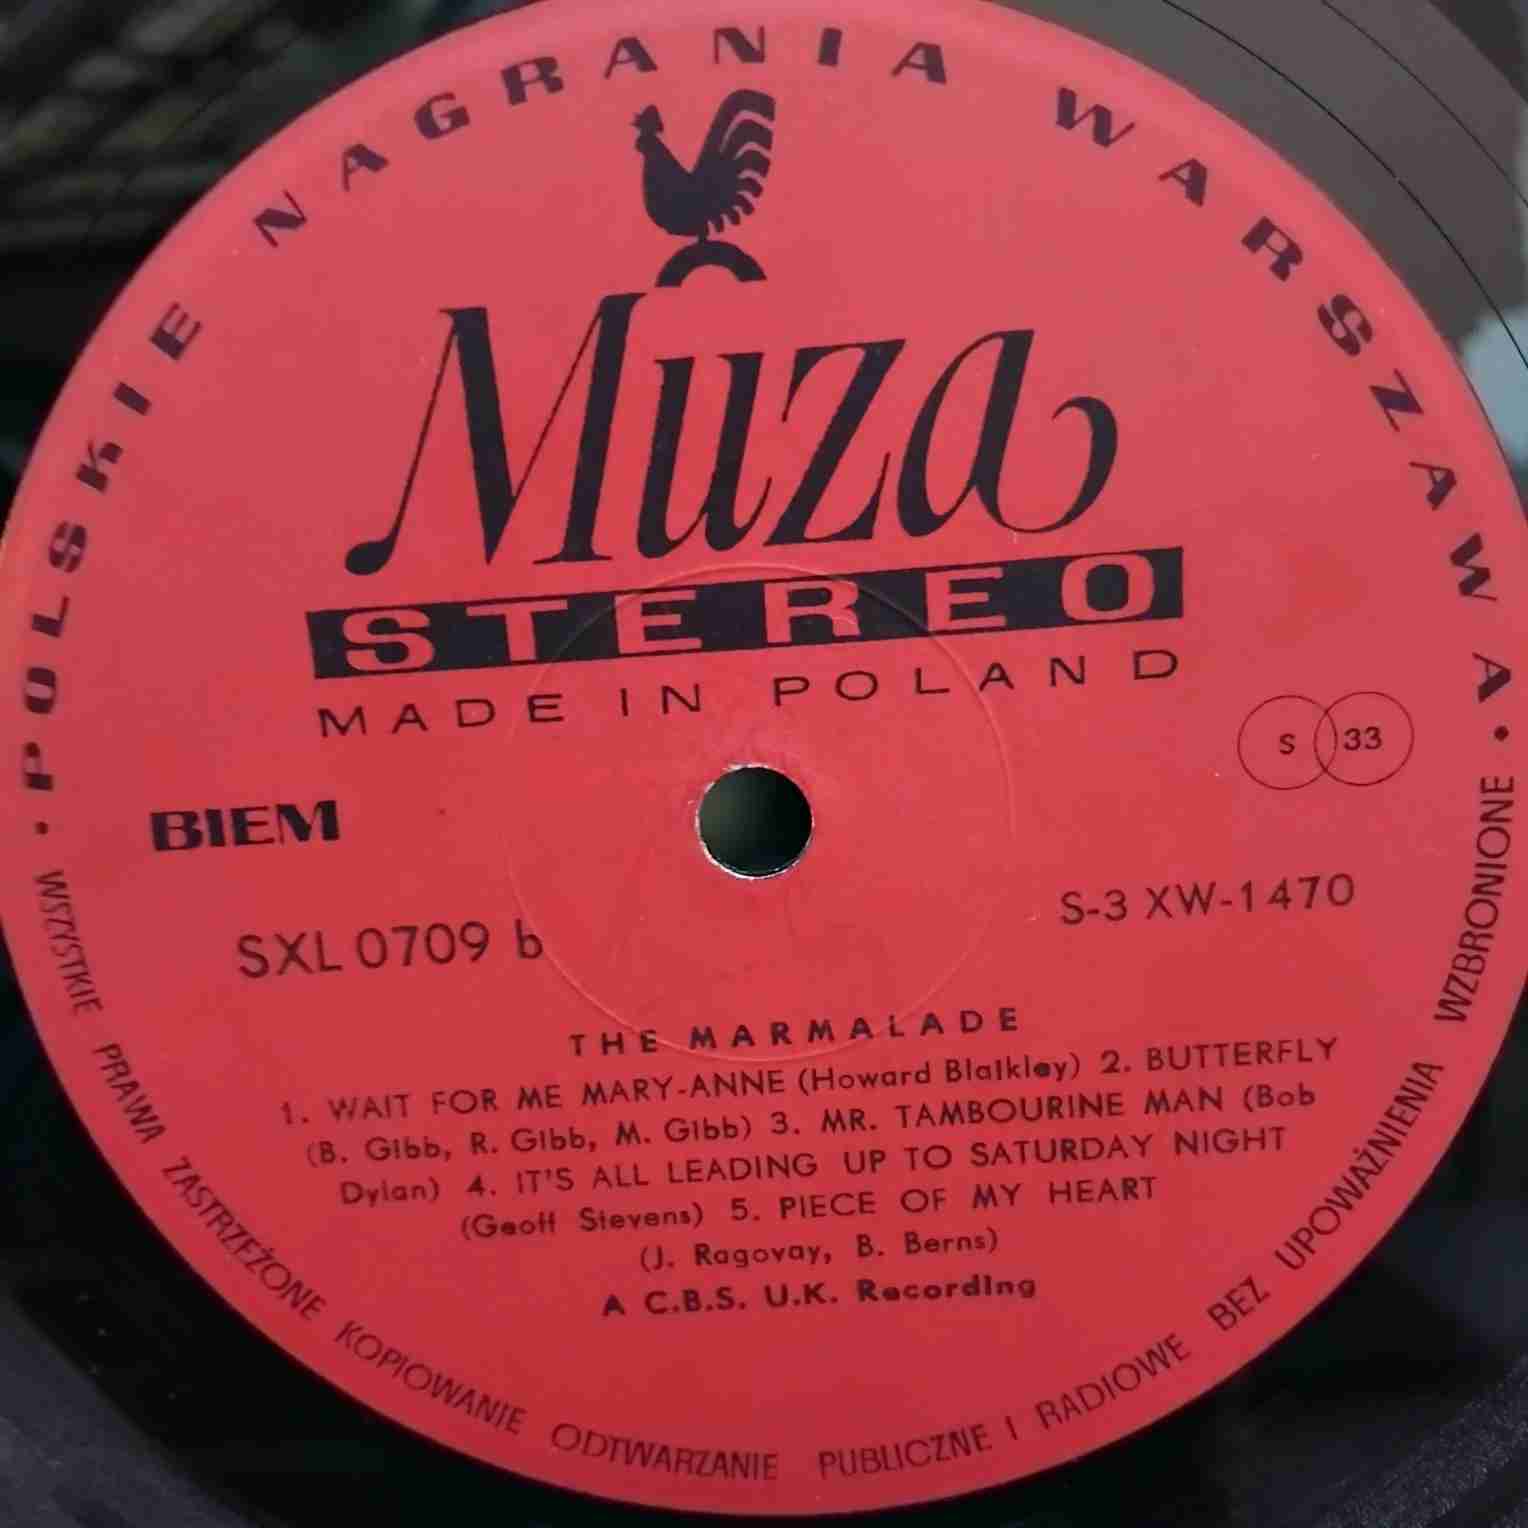 • POLSKIE NAGRANIA WARSZAWA •
Muza
STEREO
MADE IN POLAND
S 33
BIEM
SXL 0709 b
S-3 XW-1470
THE MARMALADE
1. WAIT FOR ME MARY-ANNE (Howard Blaikley) 2. BUTTERFLY
(B. Gibb, R. Gibb, M. Gibb) 3. MR. TAMBOURINE MAN (Bob
Dylan) 4. IT'S ALL LEADING UP TO SATURDAY NIGHT
(Geoff Stevens) 5. PIECE OF MY HEART
(J. Ragovay, B. Berns)
A C.B.S. U.K. Recording
WSZYSTKIE PRAWA ZASTRZEŻONE KOPIOWANIE ODTWARZANIE PUBLICZNE I RADIOWE BEZ UPOWAŻNIENIA WZBRONIONE